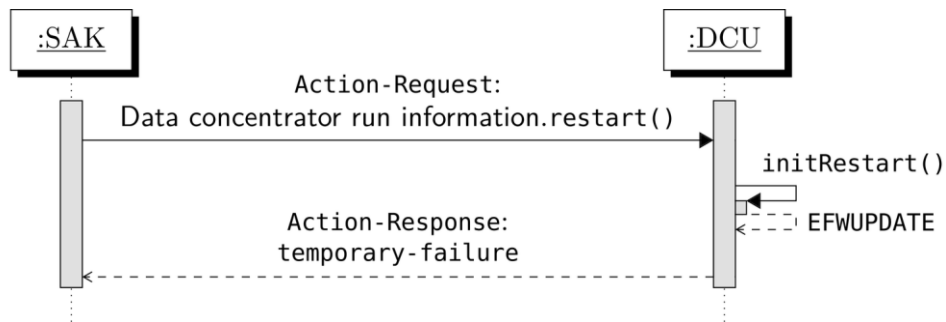 :SAK
:DCU
Action-Request:
Data concentrator run information.restart()
initRestart()
EFWUPDATE
Action-Response:
temporary-failure